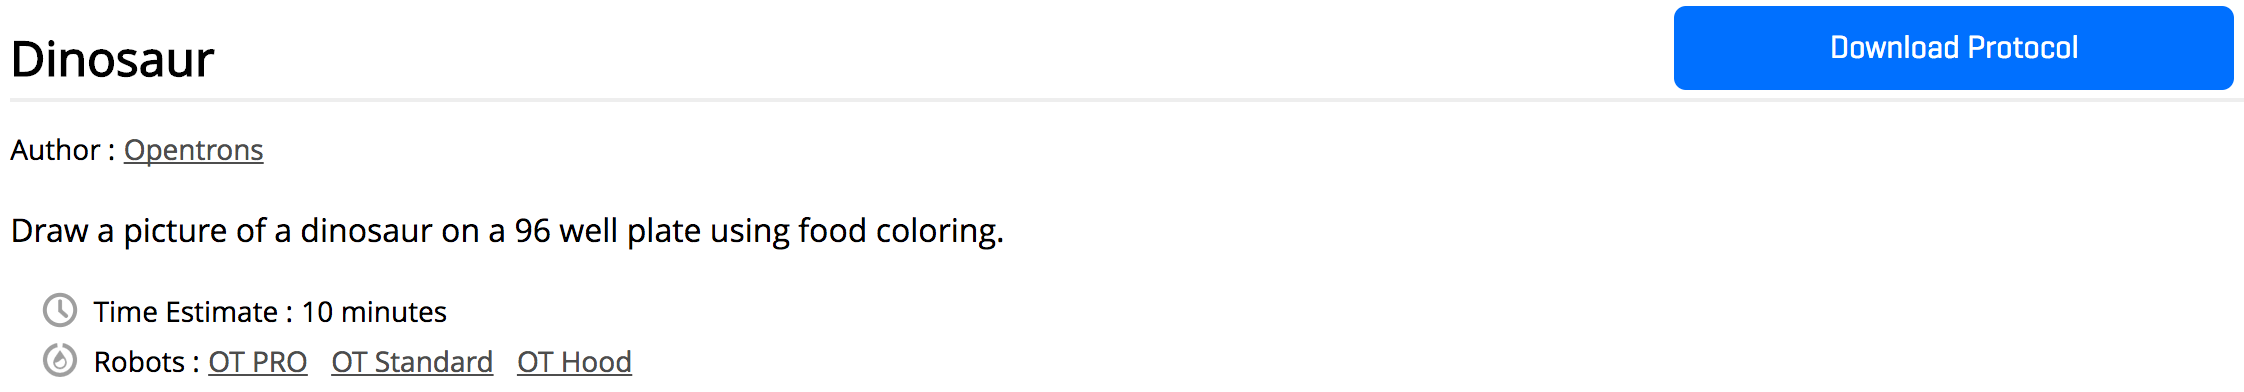 Dinosaur
Download Protocol
Author : Opentrons
Draw a picture of a dinosaur on a 96 well plate using food coloring.
Time Estimate : 10 minutes
Robots : OT PRO OT Standard OT Hood